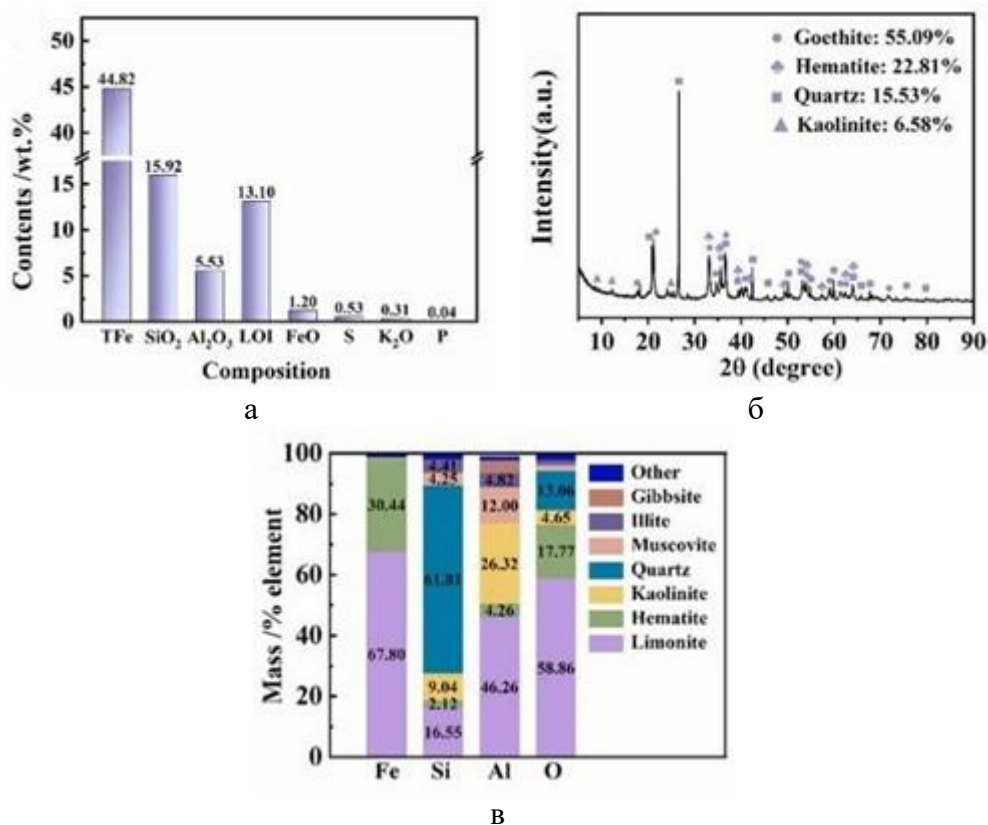 50
45
40
15
10
5
0
Contents /wt.%
44.82
15.92
5.53
13.10
1.20
0.53
0.31
0.04
TFe SiO₂ Al₂O₃ LOI FeO S K₂O P
Composition
а
Intensity(a.u.)
Goethite: 55.09%
Hematite: 22.81%
Quartz: 15.53%
Kaolinite: 6.58%
10 20 30 40 50 60 70 80 90
2θ (degree)
б
Mass /% element
100
80
60
40
20
0
30.44
67.80
4.41
4.25
61.81
9.04
2.12
16.55
4.82
12.00
26.32
4.26
46.26
13.06
4.65
17.77
58.86
Other
Gibbsite
Illite
Muscovite
Quartz
Kaolinite
Hematite
Limonite
Fe Si Al O
в